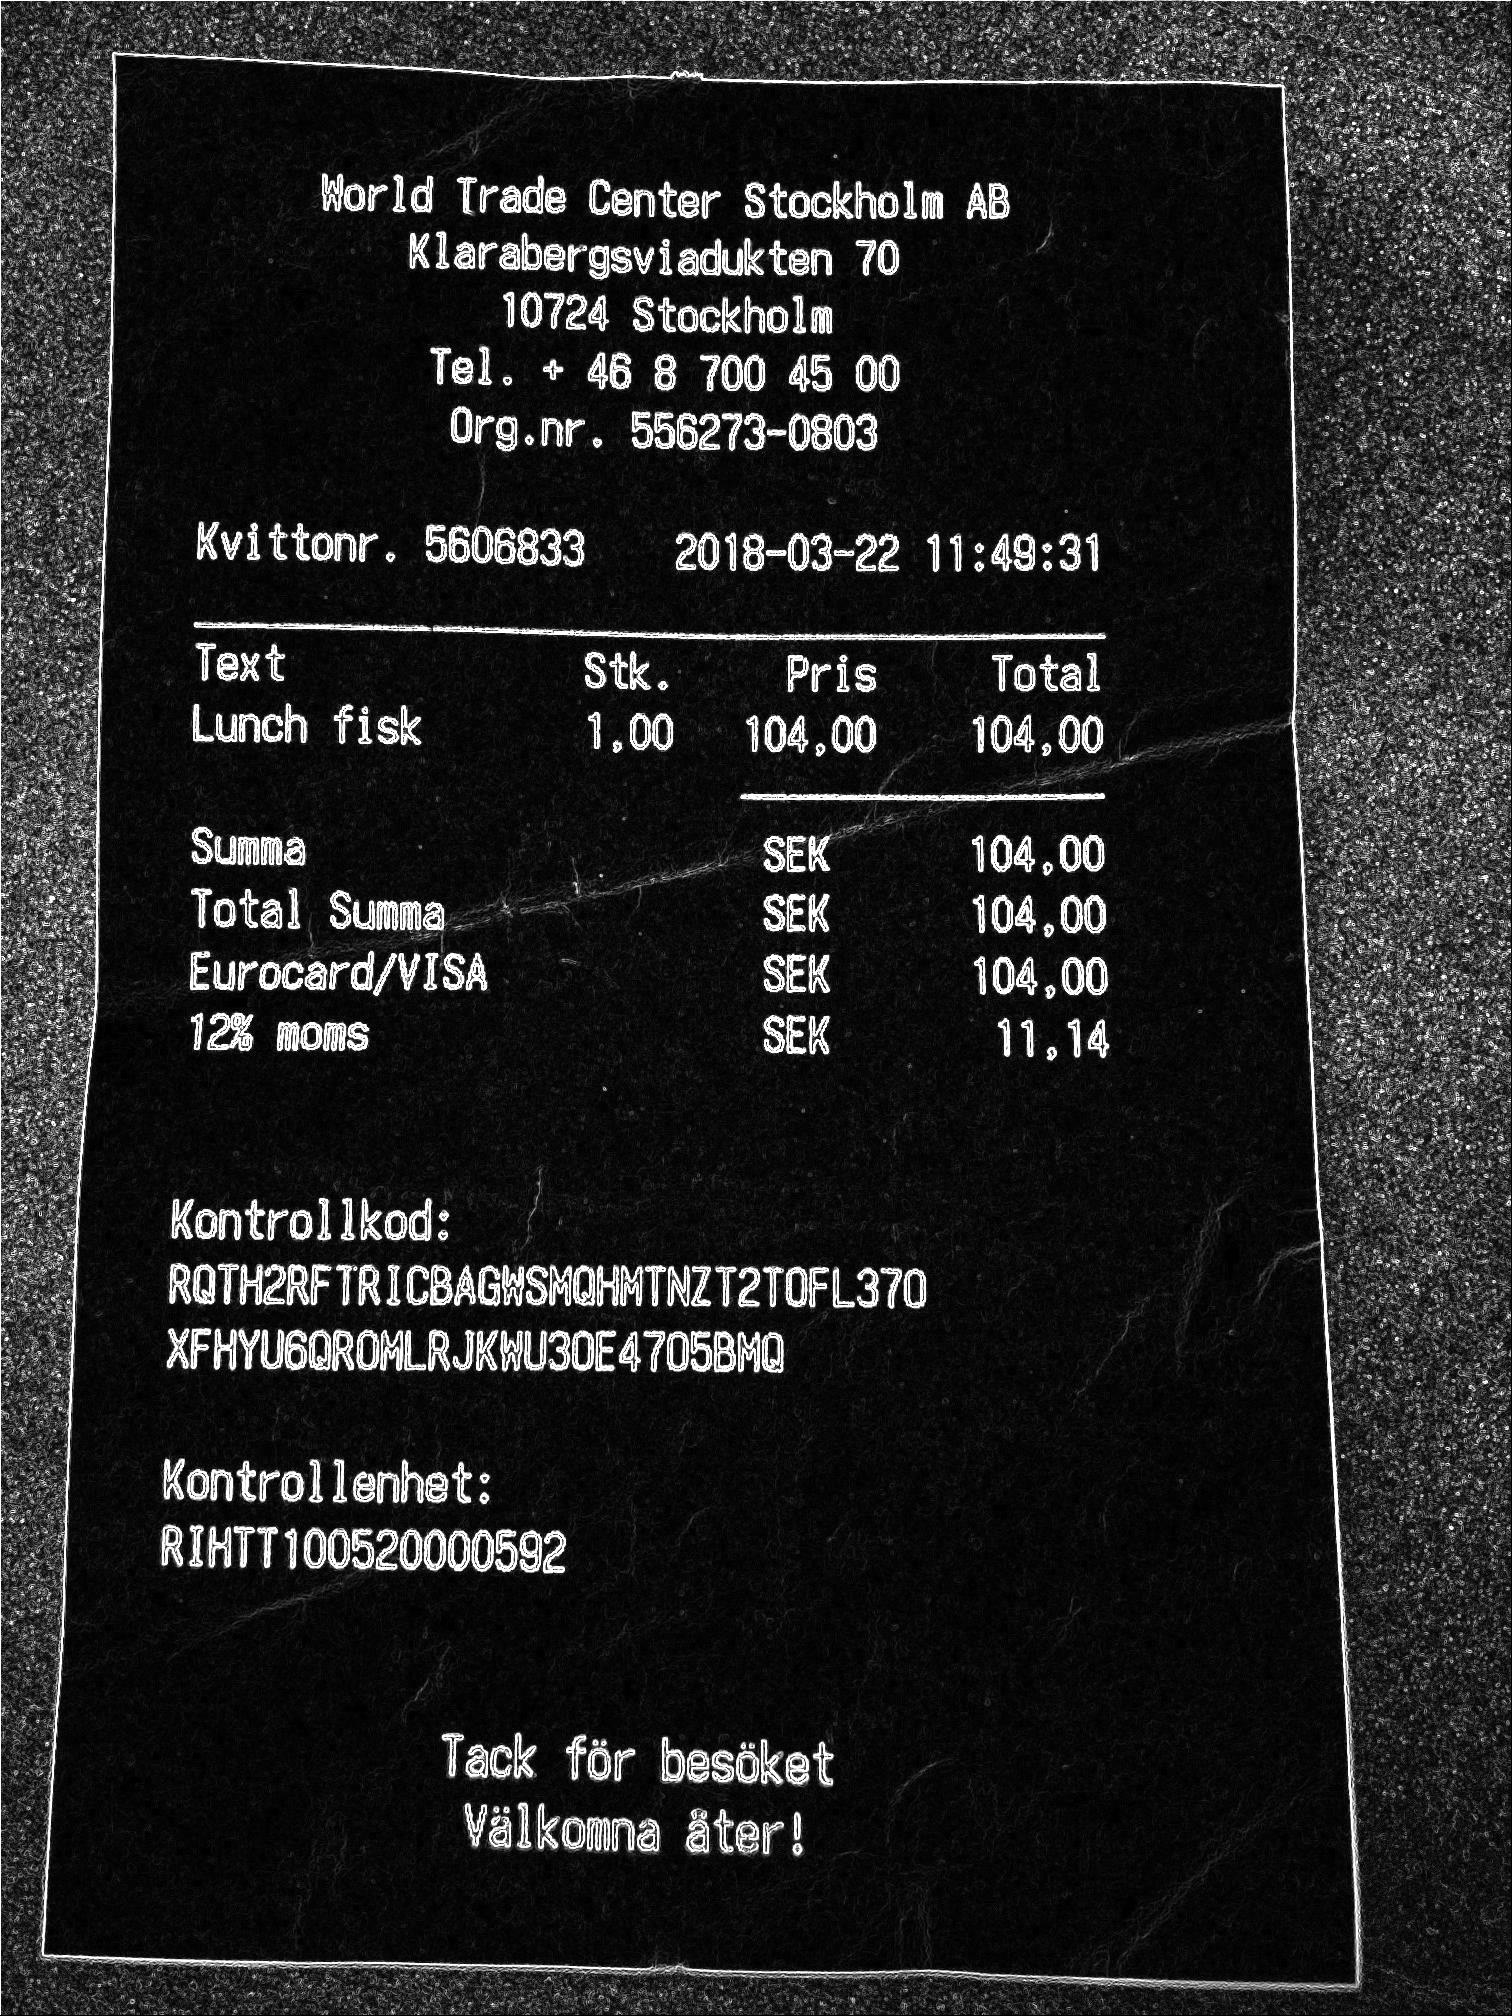 World Trade Center Stockholm AB
Klarabergsviadukten 70
10724 Stockholm
Tel. + 46 8 700 45 00
Org.nr. 556273-0803
Kvittonr. 5606833 2018-03-22 11:49:31
Text Stk. Pris Total
Lunch fisk 1,00 104,00 104,00
Summa SEK 104,00
Total Summa SEK 104,00
Eurocard/VISA SEK 104,00
12% moms SEK 11,14
Kontrollkod:
RQTH2RFTRICBAGWSMQHMTNZT2TOFL37O
XFHYU6QROMLRJKWU3OE47O5BMQ
Kontrollenhet:
RIHTT100520000592
Tack för besöket
Välkomna åter!